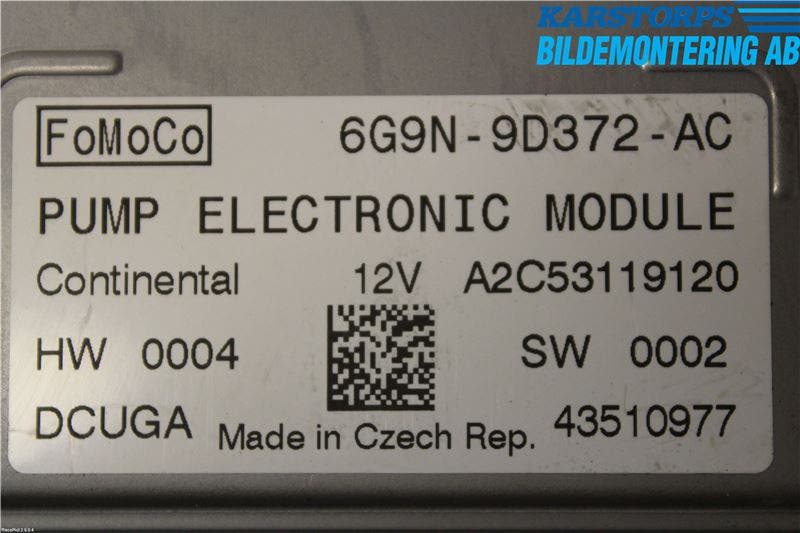 KARSTORPS
BILDEMONTERING AB
FoMoCo 6G9N-9D372-AC
PUMP ELECTRONIC MODULE
Continental 12V A2C53119120
HW 0004 SW 0002
DCUGA Made in Czech Rep. 43510977